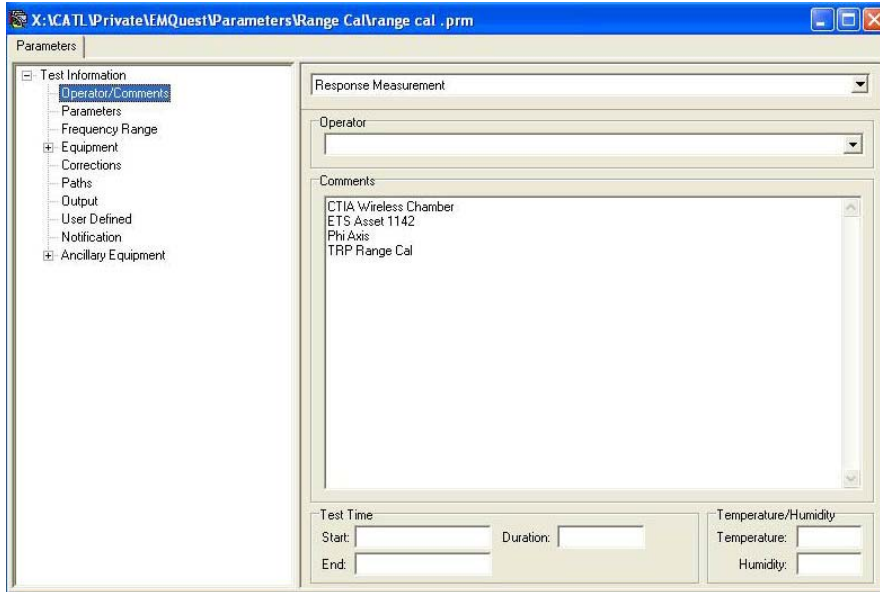 X:\CATL\Private\EMQuest\Parameters\Range Cal\range cal .prm
Parameters
Test Information
Operator/Comments
Parameters
Frequency Range
Equipment
Corrections
Paths
Output
User Defined
Notification
Ancillary Equipment
Response Measurement
Operator
Comments
CTIA Wireless Chamber
ETS Asset 1142
Phi Axis
TRP Range Cal
Test Time
Start:
Duration:
End:
Temperature/Humidity
Temperature:
Humidity: